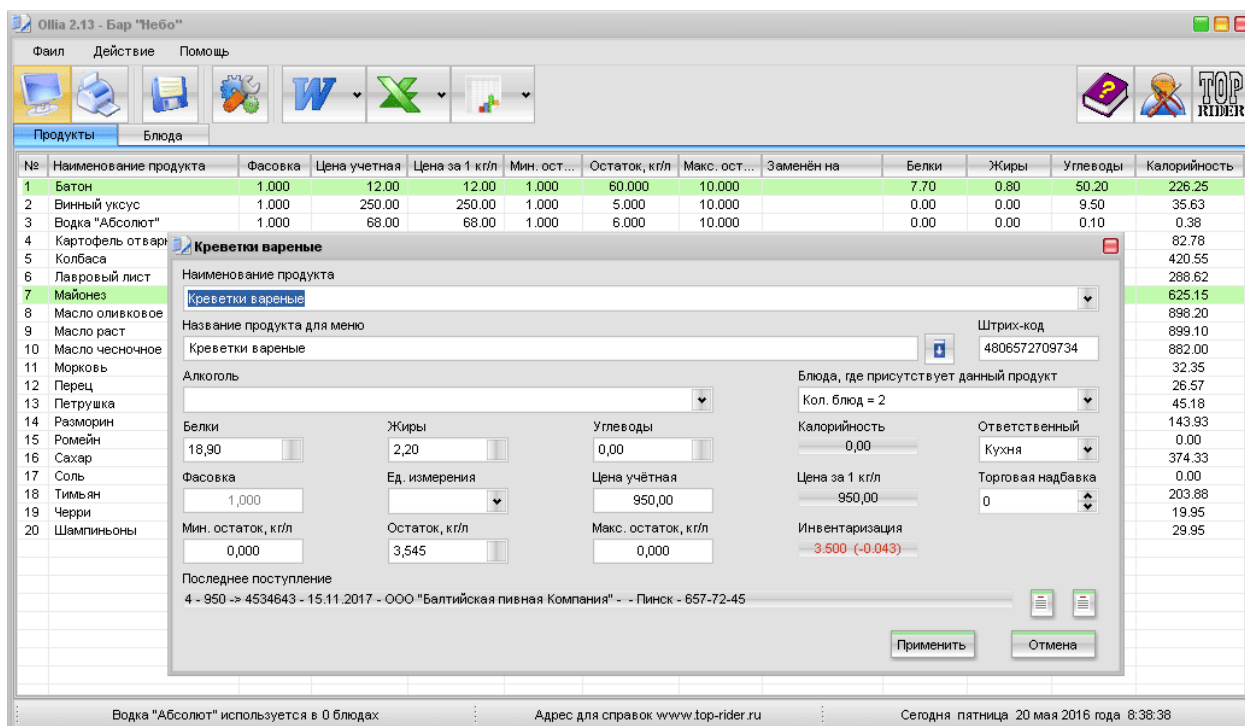 Ollia 2.13 - Бар "Небо"
Фаил Действие Помощь
TOP RIDER
Продукты Блюда
№ Наименование продукта Фасовка Цена учетная Цена за 1 кг/л Мин. ост... Остаток, кг/л Макс. ост... Заменён на Белки Жиры Углеводы Калорийность
1 Батон 1.000 12.00 12.00 1.000 60.000 10.000 7.70 0.80 50.20 226.25
2 Винный уксус 1.000 250.00 250.00 1.000 5.000 10.000 0.00 0.00 9.50 35.63
3 Водка "Абсолют" 1.000 68.00 68.00 1.000 6.000 10.000 0.00 0.00 0.10 0.38
4 Картофель отвар 82.78
5 Колбаса 420.55
6 Лавровый лист 288.62
7 Майонез 625.15
8 Масло оливковое 898.20
9 Масло раст 899.10
10 Масло чесночное 882.00
11 Морковь 32.35
12 Перец 26.57
13 Петрушка 45.18
14 Разморин 143.93
15 Ромейн 0.00
16 Сахар 374.33
17 Соль 0.00
18 Тимьян 203.88
19 Черри 19.95
20 Шампиньоны 29.95
Креветки вареные
Наименование продукта
Креветки вареные
Название продукта для меню Штрих-код
Креветки вареные 4806572709734
Алкоголь Блюда, где присутствует данный продукт
Кол. блюд = 2
Белки Жиры Углеводы Калорийность Ответственный
18,90 2,20 0,00 0,00 Кухня
Фасовка Ед. измерения Цена учётная Цена за 1 кг/л Торговая надбавка
1,000 950,00 950,00 0
Мин. остаток, кг/л Остаток, кг/л Макс. остаток, кг/л Инвентаризация
0,000 3,545 0,000 3.500 (-0.043)
Последнее поступление
4 - 950 -> 4534643 - 15.11.2017 - ООО "Балтийская пивная Компания" - - Пинск - 657-72-45
Применить Отмена
Водка "Абсолют" используется в 0 блюдах Адрес для справок www.top-rider.ru Сегодня пятница 20 мая 2016 года 8:38:38